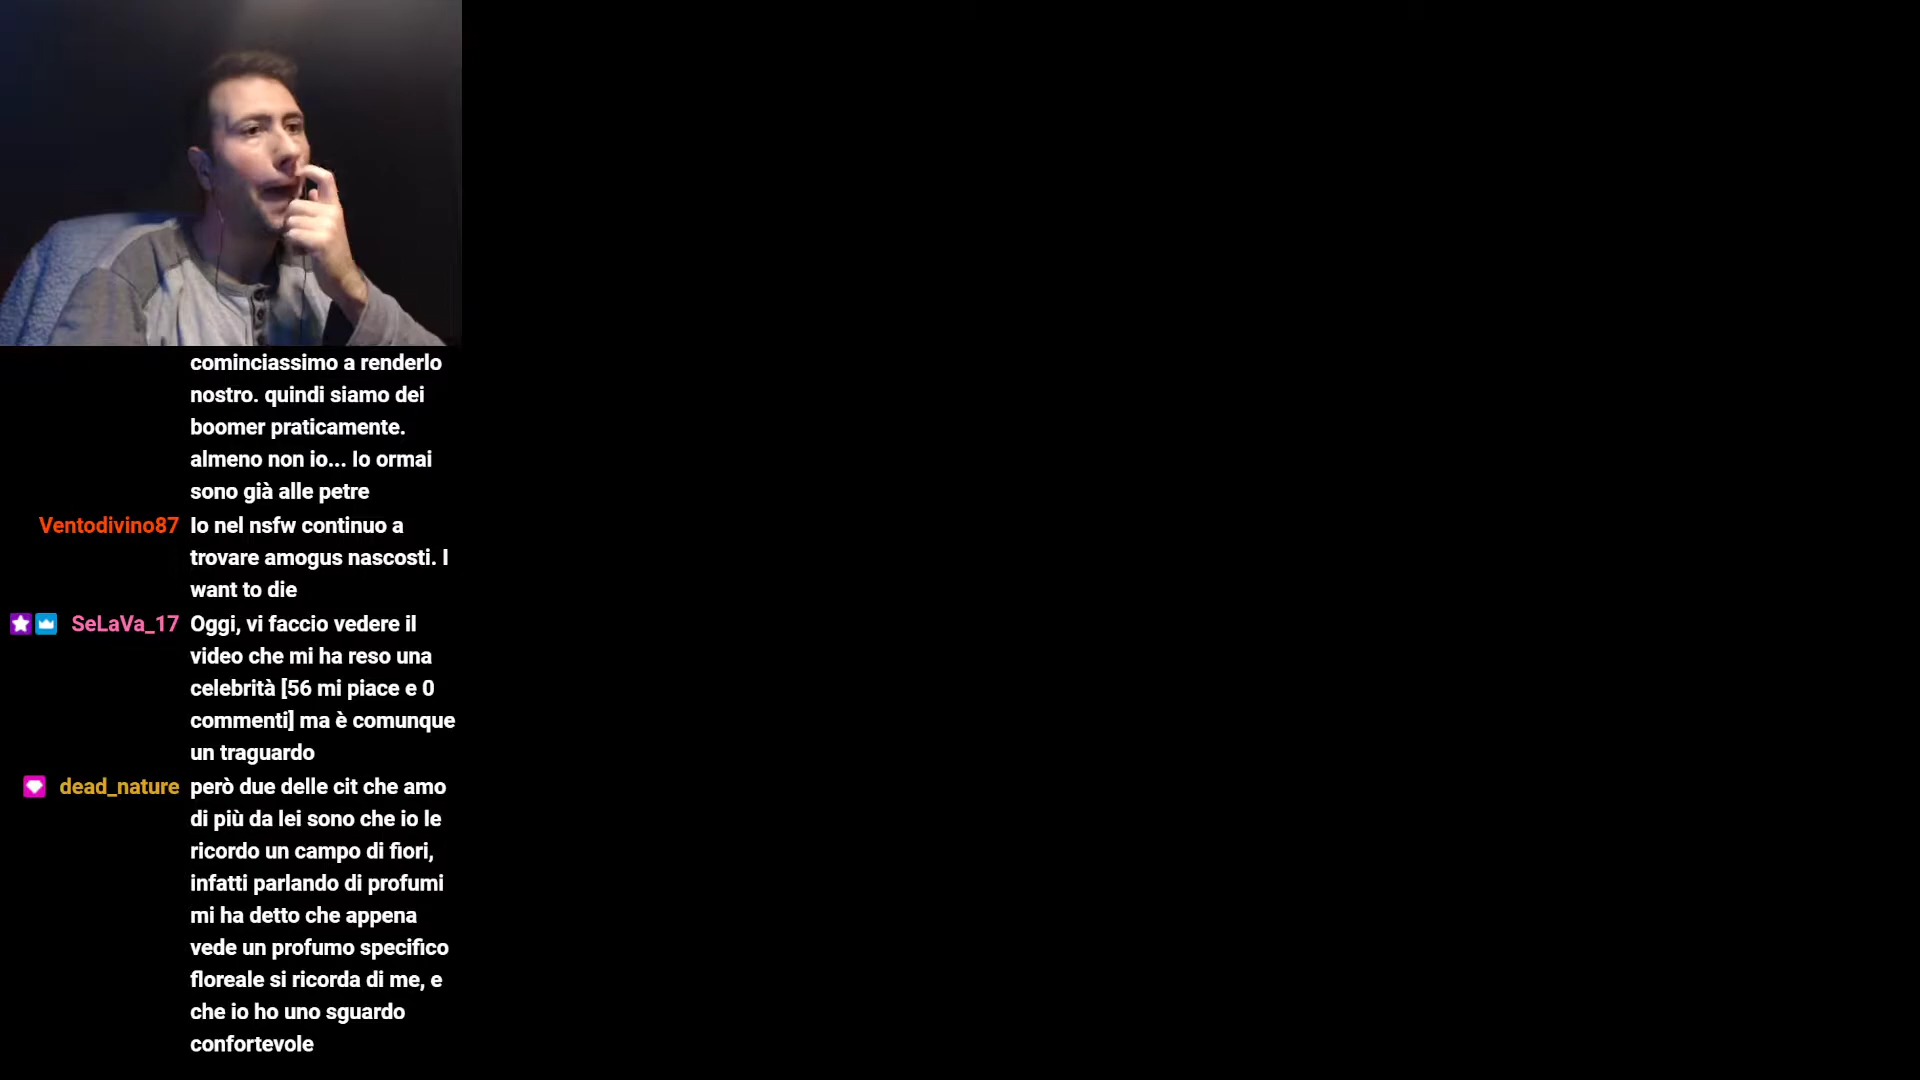 cominciassimo a renderlo
nostro. quindi siamo dei
boomer praticamente.
almeno non io... Io ormai
sono già alle petre
Ventodivino87 Io nel nsfw continuo a
trovare amogus nascosti. I
want to die
SeLaVa_17 Oggi, vi faccio vedere il
video che mi ha reso una
celebrità [56 mi piace e 0
commenti] ma è comunque
un traguardo
dead_nature però due delle cit che amo
di più da lei sono che io le
ricordo un campo di fiori,
infatti parlando di profumi
mi ha detto che appena
vede un profumo specifico
floreale si ricorda di me, e
che io ho uno sguardo
confortevole